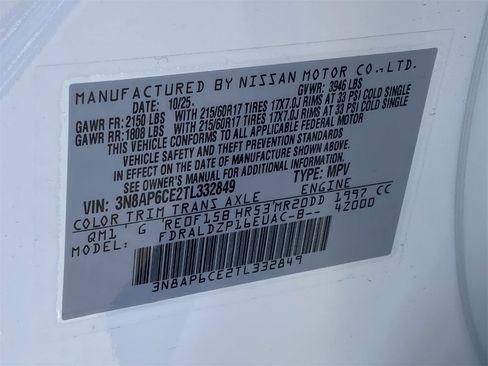 MANUFACTURED BY NISSAN MOTOR CO.,LTD.
DATE: 10/25 GVWR: 3946 LBS
GAWR FR: 2150 LBS WITH 215/60R17 TIRES 17X7.0J RIMS AT 33 PSI COLD SINGLE
GAWR RR: 1808 LBS WITH 215/60R17 TIRES 17X7.0J RIMS AT 33 PSI COLD SINGLE
VEHICLE CONFORMS TO ALL APPLICABLE FEDERAL MOTOR
VEHICLE SAFETY AND THEFT PREVENTION STANDARDS
IN EFFECT ON THE DATE OF MANUFACTURE SHOWN ABOVE.
SEE OWNER'S MANUAL FOR ADDITIONAL INFORMATION.
VIN: 3N8AP6CE2TL332849 TYPE: MPV
COLOR TRIM TRANS AXLE ENGINE
QM1 G RE0F15B HR53 MR20DD 1997 CC
MODEL: FDRALDZP16EUAC-B-- 4Z000
3N8AP6CE2TL332849